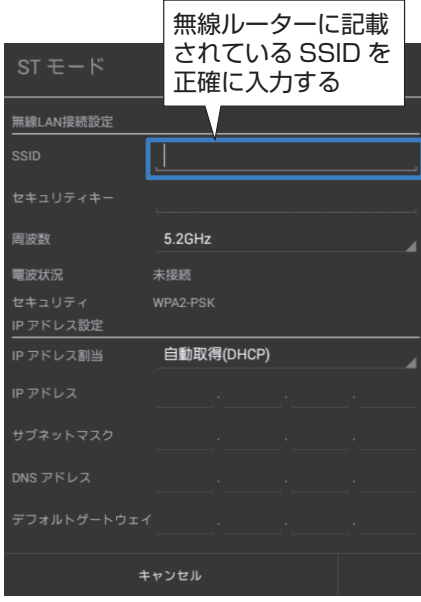 無線ルーターに記載
されている SSID を
正確に入力する
ST モード
無線LAN接続設定
SSID
セキュリティキー
周波数 5.2GHz
電波状況 未接続
セキュリティ WPA2-PSK
IP アドレス設定
IP アドレス割当 自動取得(DHCP)
IP アドレス . . .
サブネットマスク . . .
DNS アドレス . . .
デフォルトゲートウェイ . . .
キャンセル